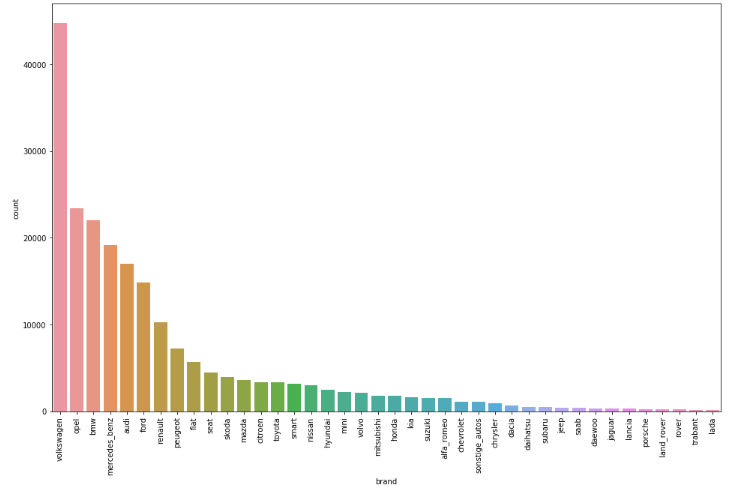 40000
30000
20000
10000
0
count
volkswagen
opel
bmw
mercedes_benz
audi
ford
renault
peugeot
fiat
seat
skoda
mazda
citroen
toyota
smart
nissan
hyundai
mini
volvo
mitsubishi
honda
kia
suzuki
alfa_romeo
chevrolet
sonstige_autos
chrysler
dacia
daihatsu
subaru
jeep
saab
daewoo
jaguar
lancia
porsche
land_rover
rover
trabant
lada
brand